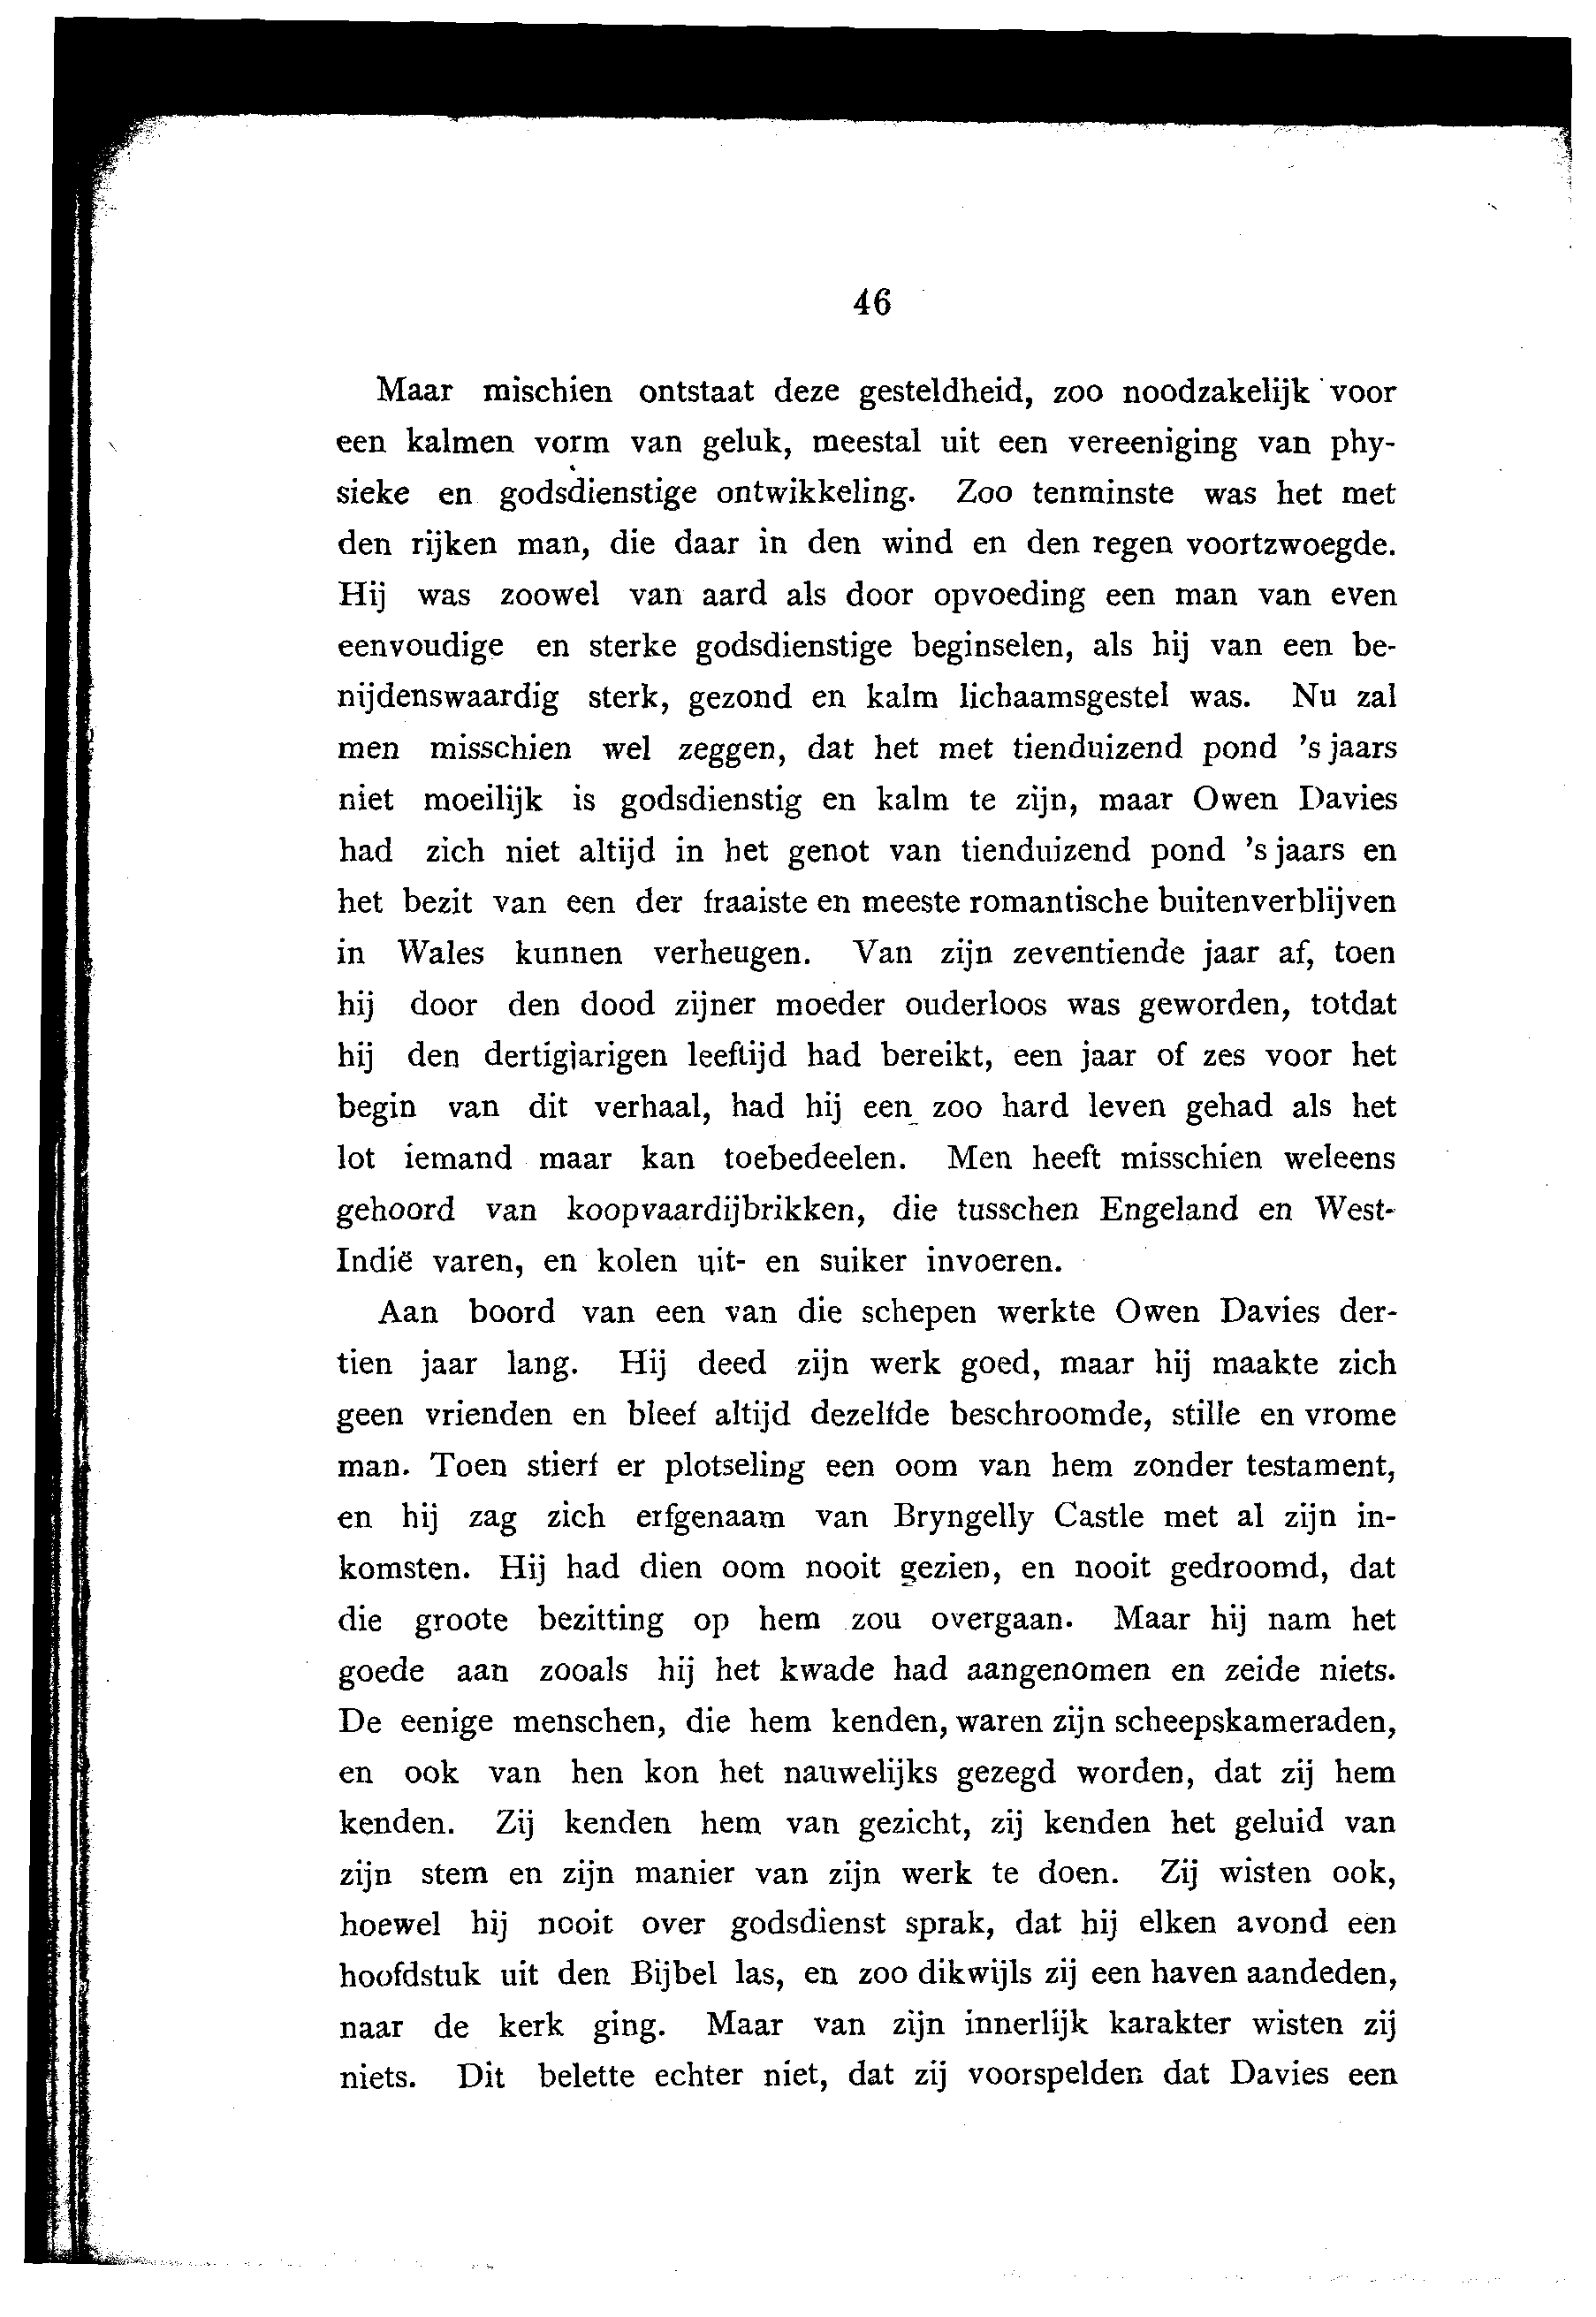 46
Maar mischien ontstaat deze gesteldheid, zoo noodzakelijk voor
een kalmen vorm van geluk, meestal uit een vereeniging van phy-
sieke en godsdienstige ontwikkeling. Zoo tenminste was het met
den rijken man, die daar in den wind en den regen voortzwoegde.
Hij was zoowel van aard als door opvoeding een man van even
eenvoudige en sterke godsdienstige beginselen, als hij van een be-
nijdenswaardig sterk, gezond en kalm lichaamsgestel was. Nu zal
men misschien wel zeggen, dat het met tienduizend pond 's jaars
niet moeilijk is godsdienstig en kalm te zijn, maar Owen Davies
had zich niet altijd in het genot van tienduizend pond 's jaars en
het bezit van een der fraaiste en meeste romantische buitenverblijven
in Wales kunnen verheugen. Van zijn zeventiende jaar af, toen
hij door den dood zijner moeder ouderloos was geworden, totdat
hij den dertigjarigen leeftijd had bereikt, een jaar of zes voor het
begin van dit verhaal, had hij een zoo hard leven gehad als het
lot iemand maar kan toebedeelen. Men heeft misschien weleens
gehoord van koopvaardijbrikken, die tusschen Engeland en West-
Indië varen, en kolen uit- en suiker invoeren.
Aan boord van een van die schepen werkte Owen Davies der-
tien jaar lang. Hij deed zijn werk goed, maar hij maakte zich
geen vrienden en bleef altijd dezelfde beschroomde, stille en vrome
man. Toen stierf er plotseling een oom van hem zonder testament,
en hij zag zich erfgenaam van Bryngelly Castle met al zijn in-
komsten. Hij had dien oom nooit gezien, en nooit gedroomd, dat
die groote bezitting op hem zou overgaan. Maar hij nam het
goede aan zooals hij het kwade had aangenomen en zeide niets.
De eenige menschen, die hem kenden, waren zijn scheepskameraden,
en ook van hen kon het nauwelijks gezegd worden, dat zij hem
kenden. Zij kenden hem van gezicht, zij kenden het geluid van
zijn stem en zijn manier van zijn werk te doen. Zij wisten ook,
hoewel hij nooit over godsdienst sprak, dat hij elken avond een
hoofdstuk uit den Bijbel las, en zoo dikwijls zij een haven aandeden,
naar de kerk ging. Maar van zijn innerlijk karakter wisten zij
niets. Dit belette echter niet, dat zij voorspelden dat Davies een